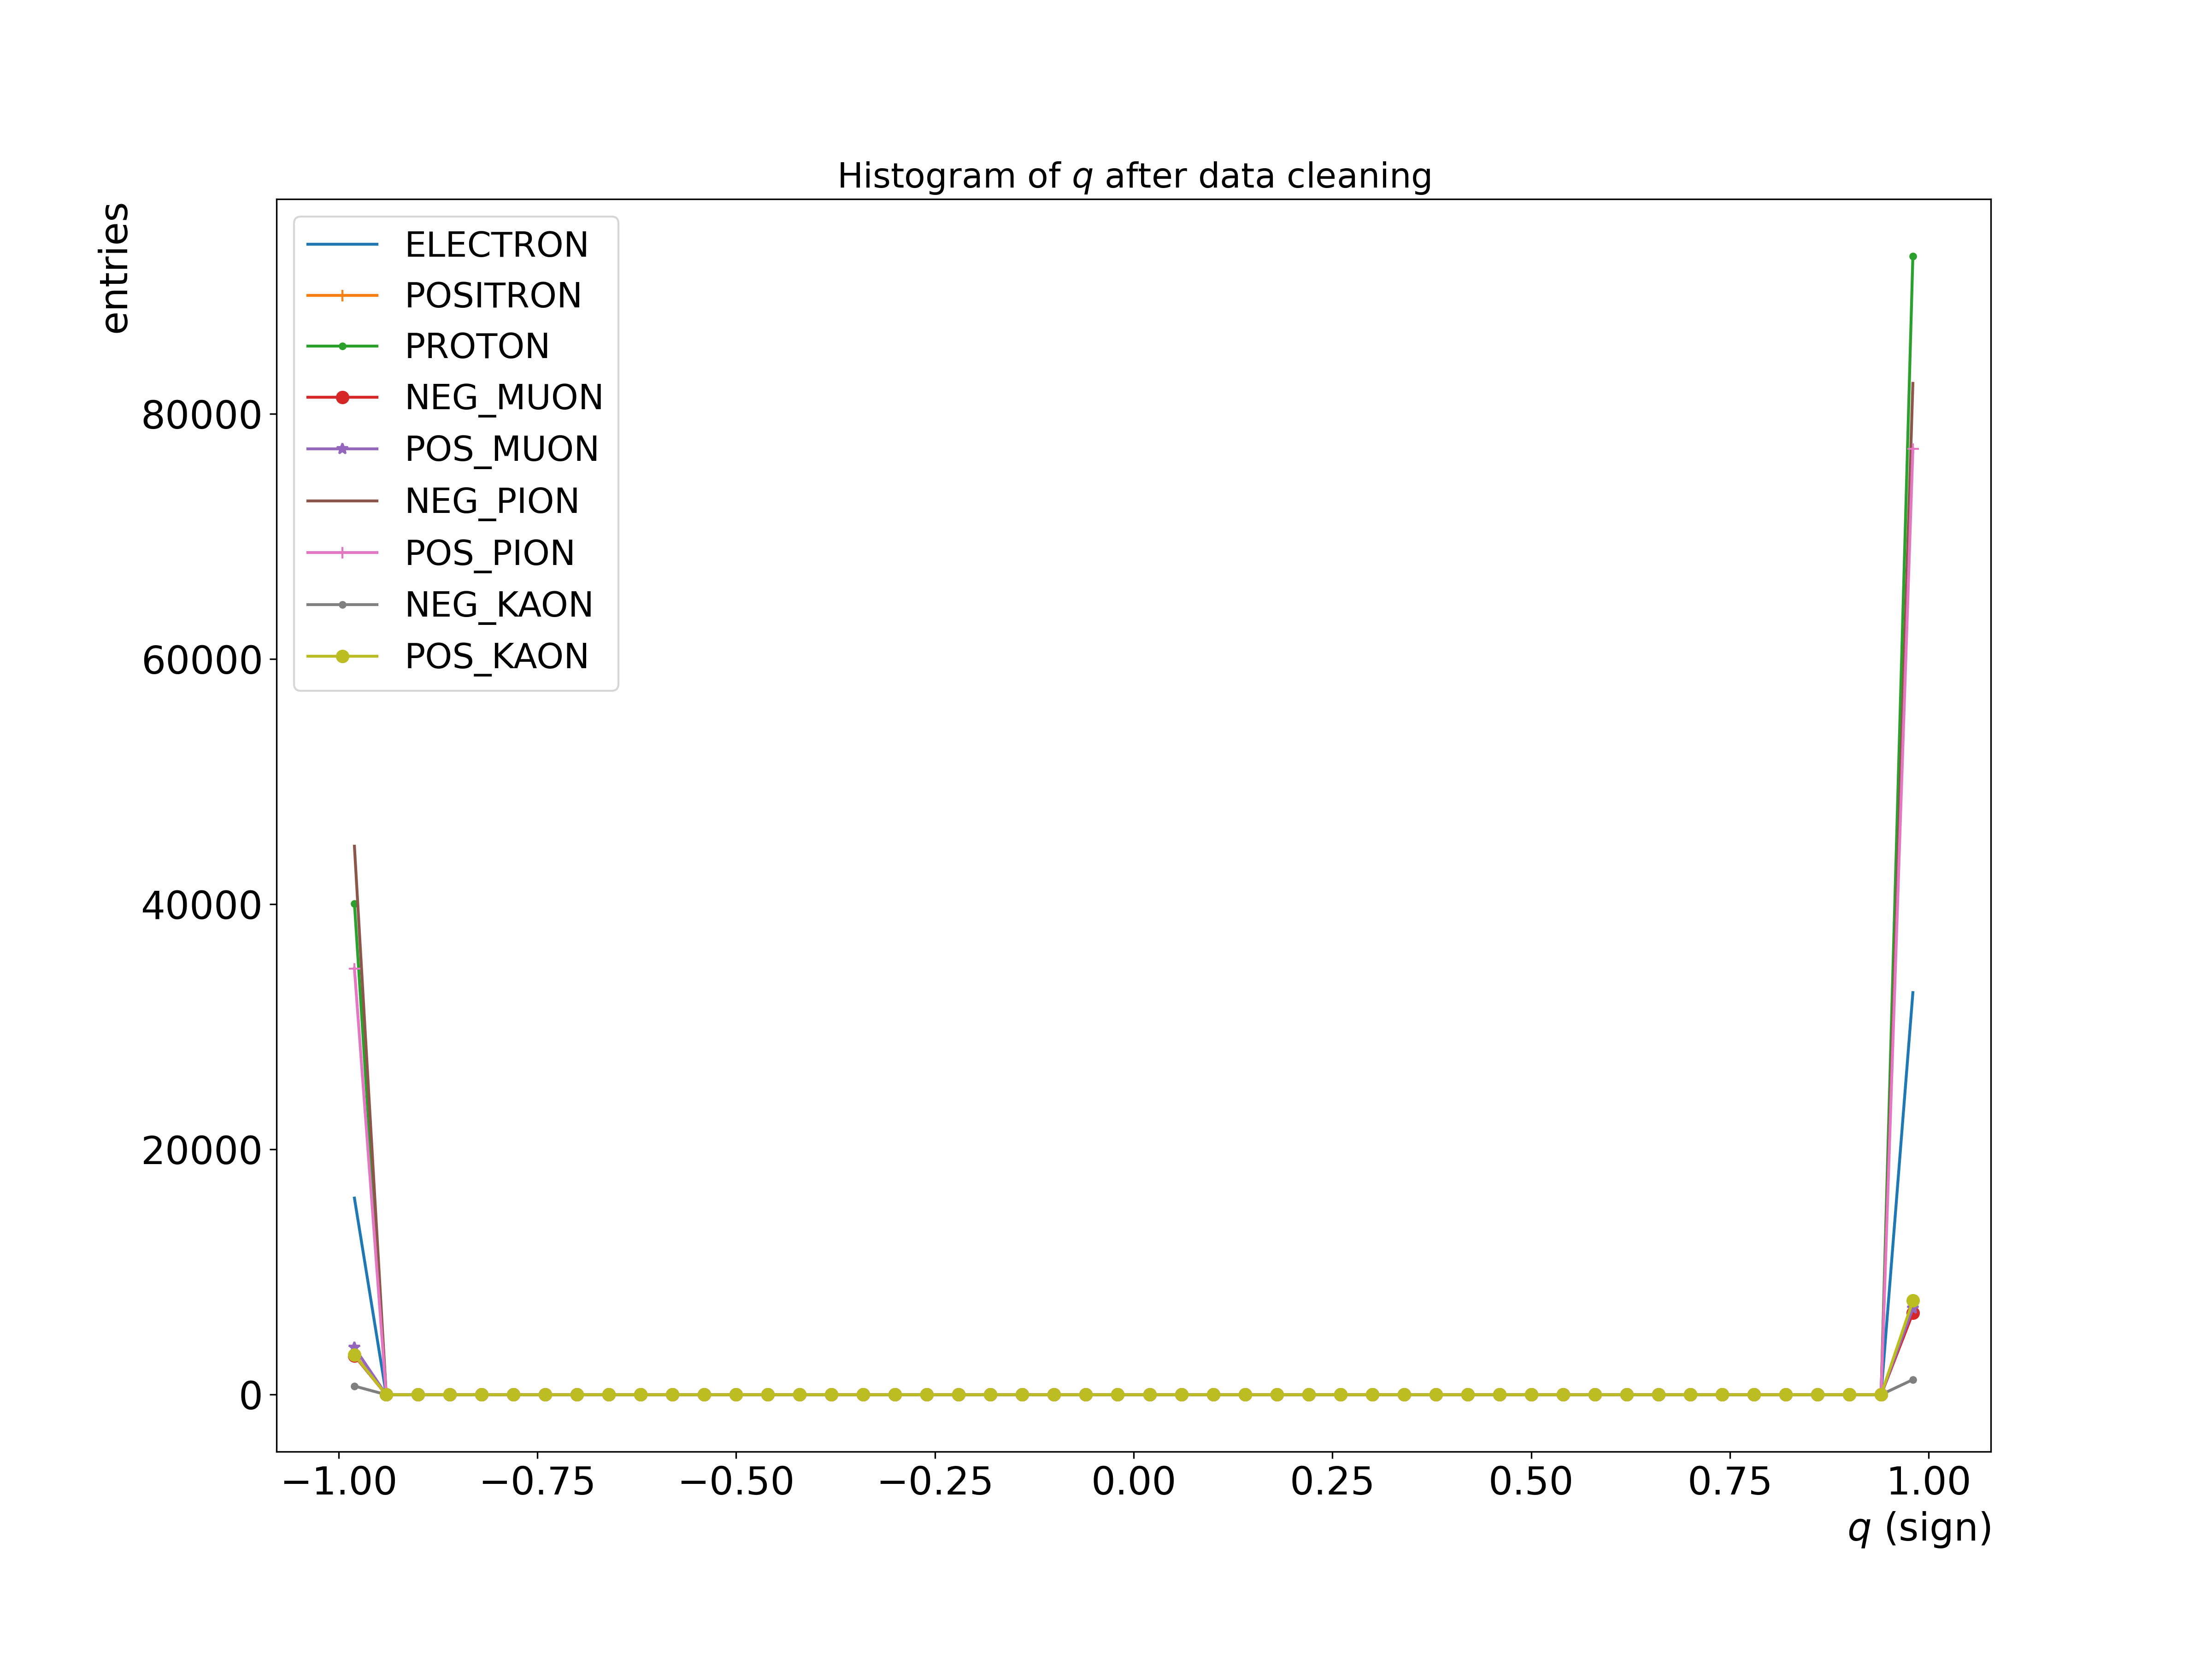 Histogram of q after data cleaning
entries
ELECTRON
POSITRON
PROTON
NEG_MUON
POS_MUON
NEG_PION
POS_PION
NEG_KAON
POS_KAON
80000
60000
40000
20000
0
−1.00 −0.75 −0.50 −0.25 0.00 0.25 0.50 0.75 1.00
q (sign)